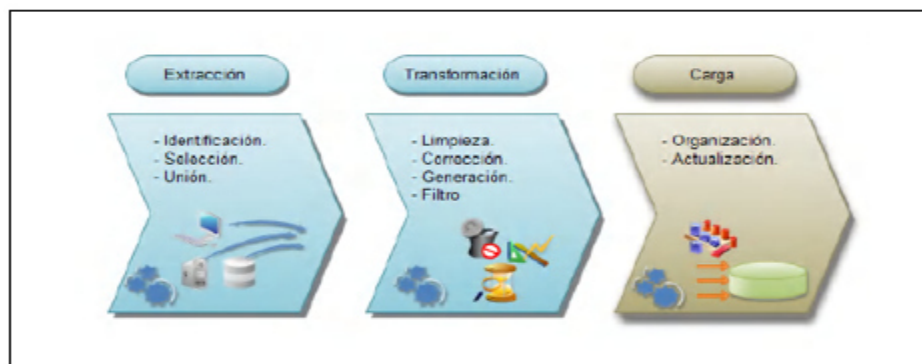 Extracción
- Identificación.
- Selección.
- Unión.
Transformación
- Limpieza.
- Corrección.
- Generación.
- Filtro
Carga
- Organización.
- Actualización.